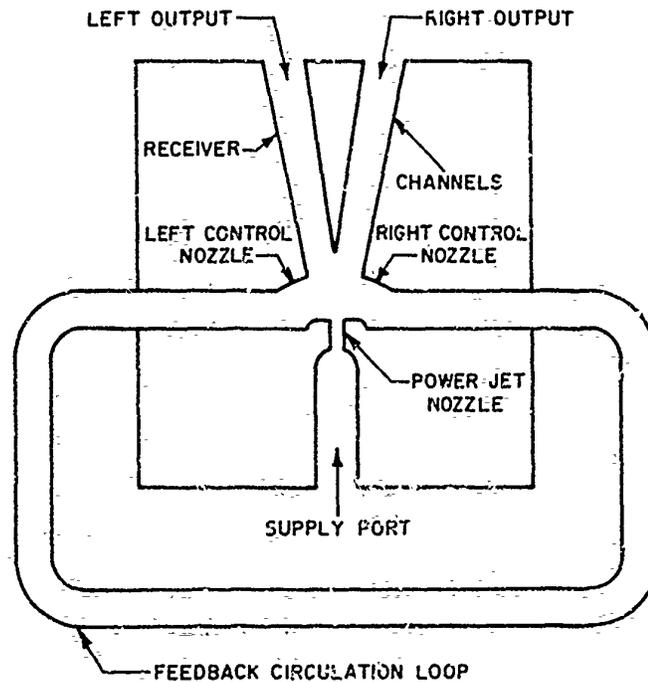 LEFT OUTPUT
RIGHT OUTPUT
RECEIVER
CHANNELS
LEFT CONTROL
NOZZLE
RIGHT CONTROL
NOZZLE
POWER JET
NOZZLE
SUPPLY PORT
FEEDBACK CIRCULATION LOOP